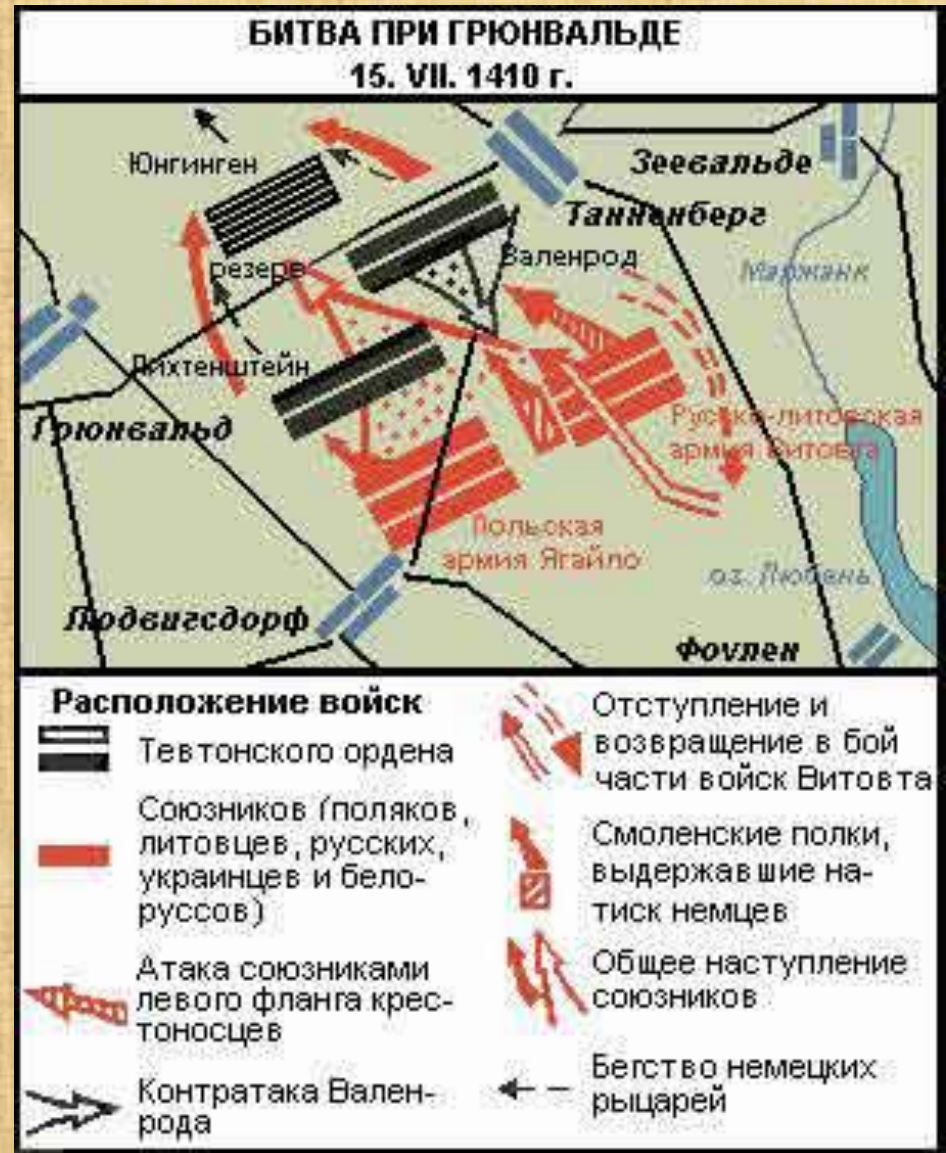 БИТВА ПРИ ГРЮНВАЛЬДЕ
15. VII. 1410 г.
Юнгинген
Зеевальде
Танненберг
резерв
Валенрод
Маржанк
Лихтенштейн
Грюнвальд
Русско-литовская
армия Витовта
Польская
армия Ягайло
оз. Любень
Людвигсдорф
Фоулен
Расположение войск
Тевтонского ордена
Союзников (поляков,
литовцев, русских,
украинцев и бело-
руссов)
Атака союзниками
левого фланга крес-
тоносцев
Контратака Вален-
рода
Отступление и
возвращение в бой
части войск Витовта
Смоленские полки,
выдержавшие на-
тиск немцев
Общее наступление
союзников
Бегство немецких
рыцарей